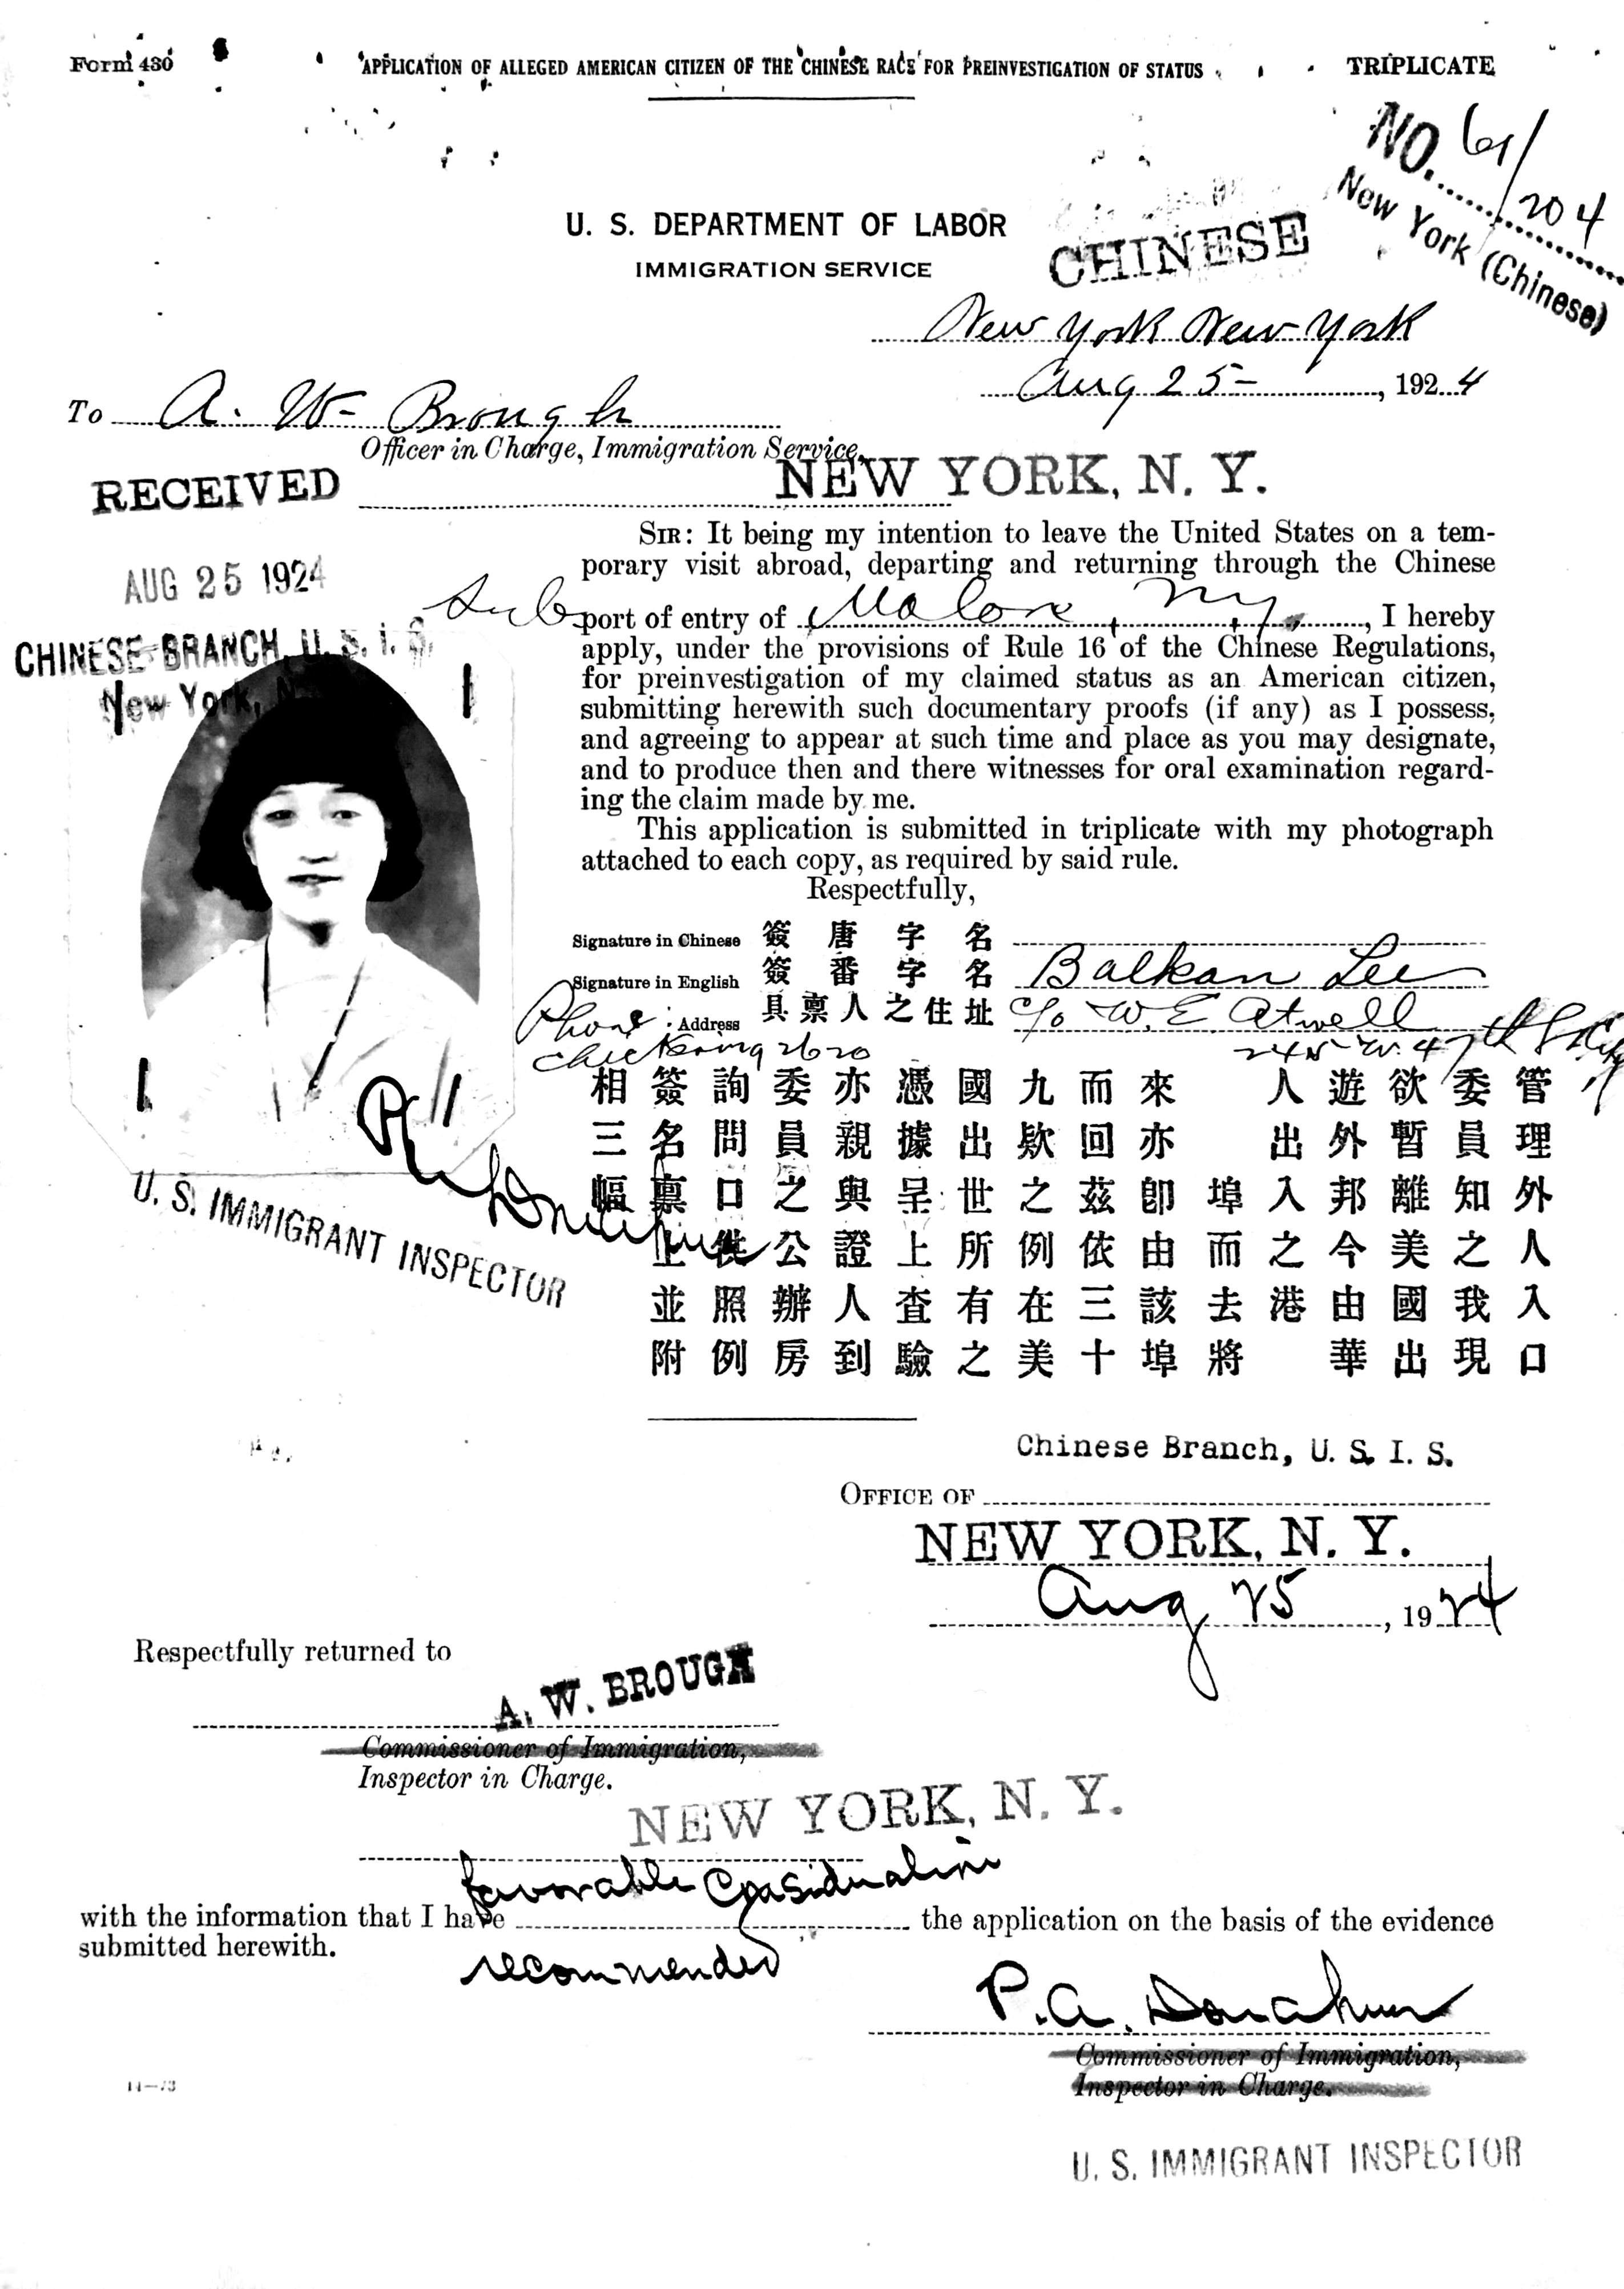 Form 430
APPLICATION OF ALLEGED AMERICAN CITIZEN OF THE CHINESE RACE FOR PREINVESTIGATION OF STATUS
TRIPLICATE
NO. 61/204
New York (Chinese)
U. S. DEPARTMENT OF LABOR
IMMIGRATION SERVICE
CHINESE
New York New York
Aug 25-, 1924
To A. W. Brough
Officer in Charge, Immigration Service,
NEW YORK, N. Y.
RECEIVED
AUG 25 1924
CHINESE BRANCH, U. S. I. S.
New York,
SIR: It being my intention to leave the United States on a tem-
porary visit abroad, departing and returning through the Chinese
Sub port of entry of Malone, NY, I hereby
apply, under the provisions of Rule 16 of the Chinese Regulations,
for preinvestigation of my claimed status as an American citizen,
submitting herewith such documentary proofs (if any) as I possess,
and agreeing to appear at such time and place as you may designate,
and to produce then and there witnesses for oral examination regard-
ing the claim made by me.
This application is submitted in triplicate with my photograph
attached to each copy, as required by said rule.
Respectfully,
Signature in Chinese 簽唐字名
Signature in English 簽番字名 Balkan Lee
Address 具禀人之住址 c/o W. E. Atwell
Phone
Chickering 2620
245 W. 47th St
管理外人入口
委員知之我現
欲暫離美國出
遊外邦今由華
人出入之港
埠而去將
來亦卽由該埠
而回茲依三十
九欵之例在美
國出世所有之
憑據呈上查驗
亦親與證人到
委員之公辦房
詢問口供照例
簽名禀上並附
相三幅
U. S. IMMIGRANT INSPECTOR
Chinese Branch, U. S. I. S.
OFFICE OF
NEW YORK, N. Y.
Aug 25, 1924
Respectfully returned to
A. W. BROUGH
Commissioner of Immigration,
Inspector in Charge.
NEW YORK, N. Y.
favorable consideration
with the information that I have the application on the basis of the evidence
submitted herewith.
recommended
P. A. Donahue
Commissioner of Immigration,
Inspector in Charge.
U. S. IMMIGRANT INSPECTOR